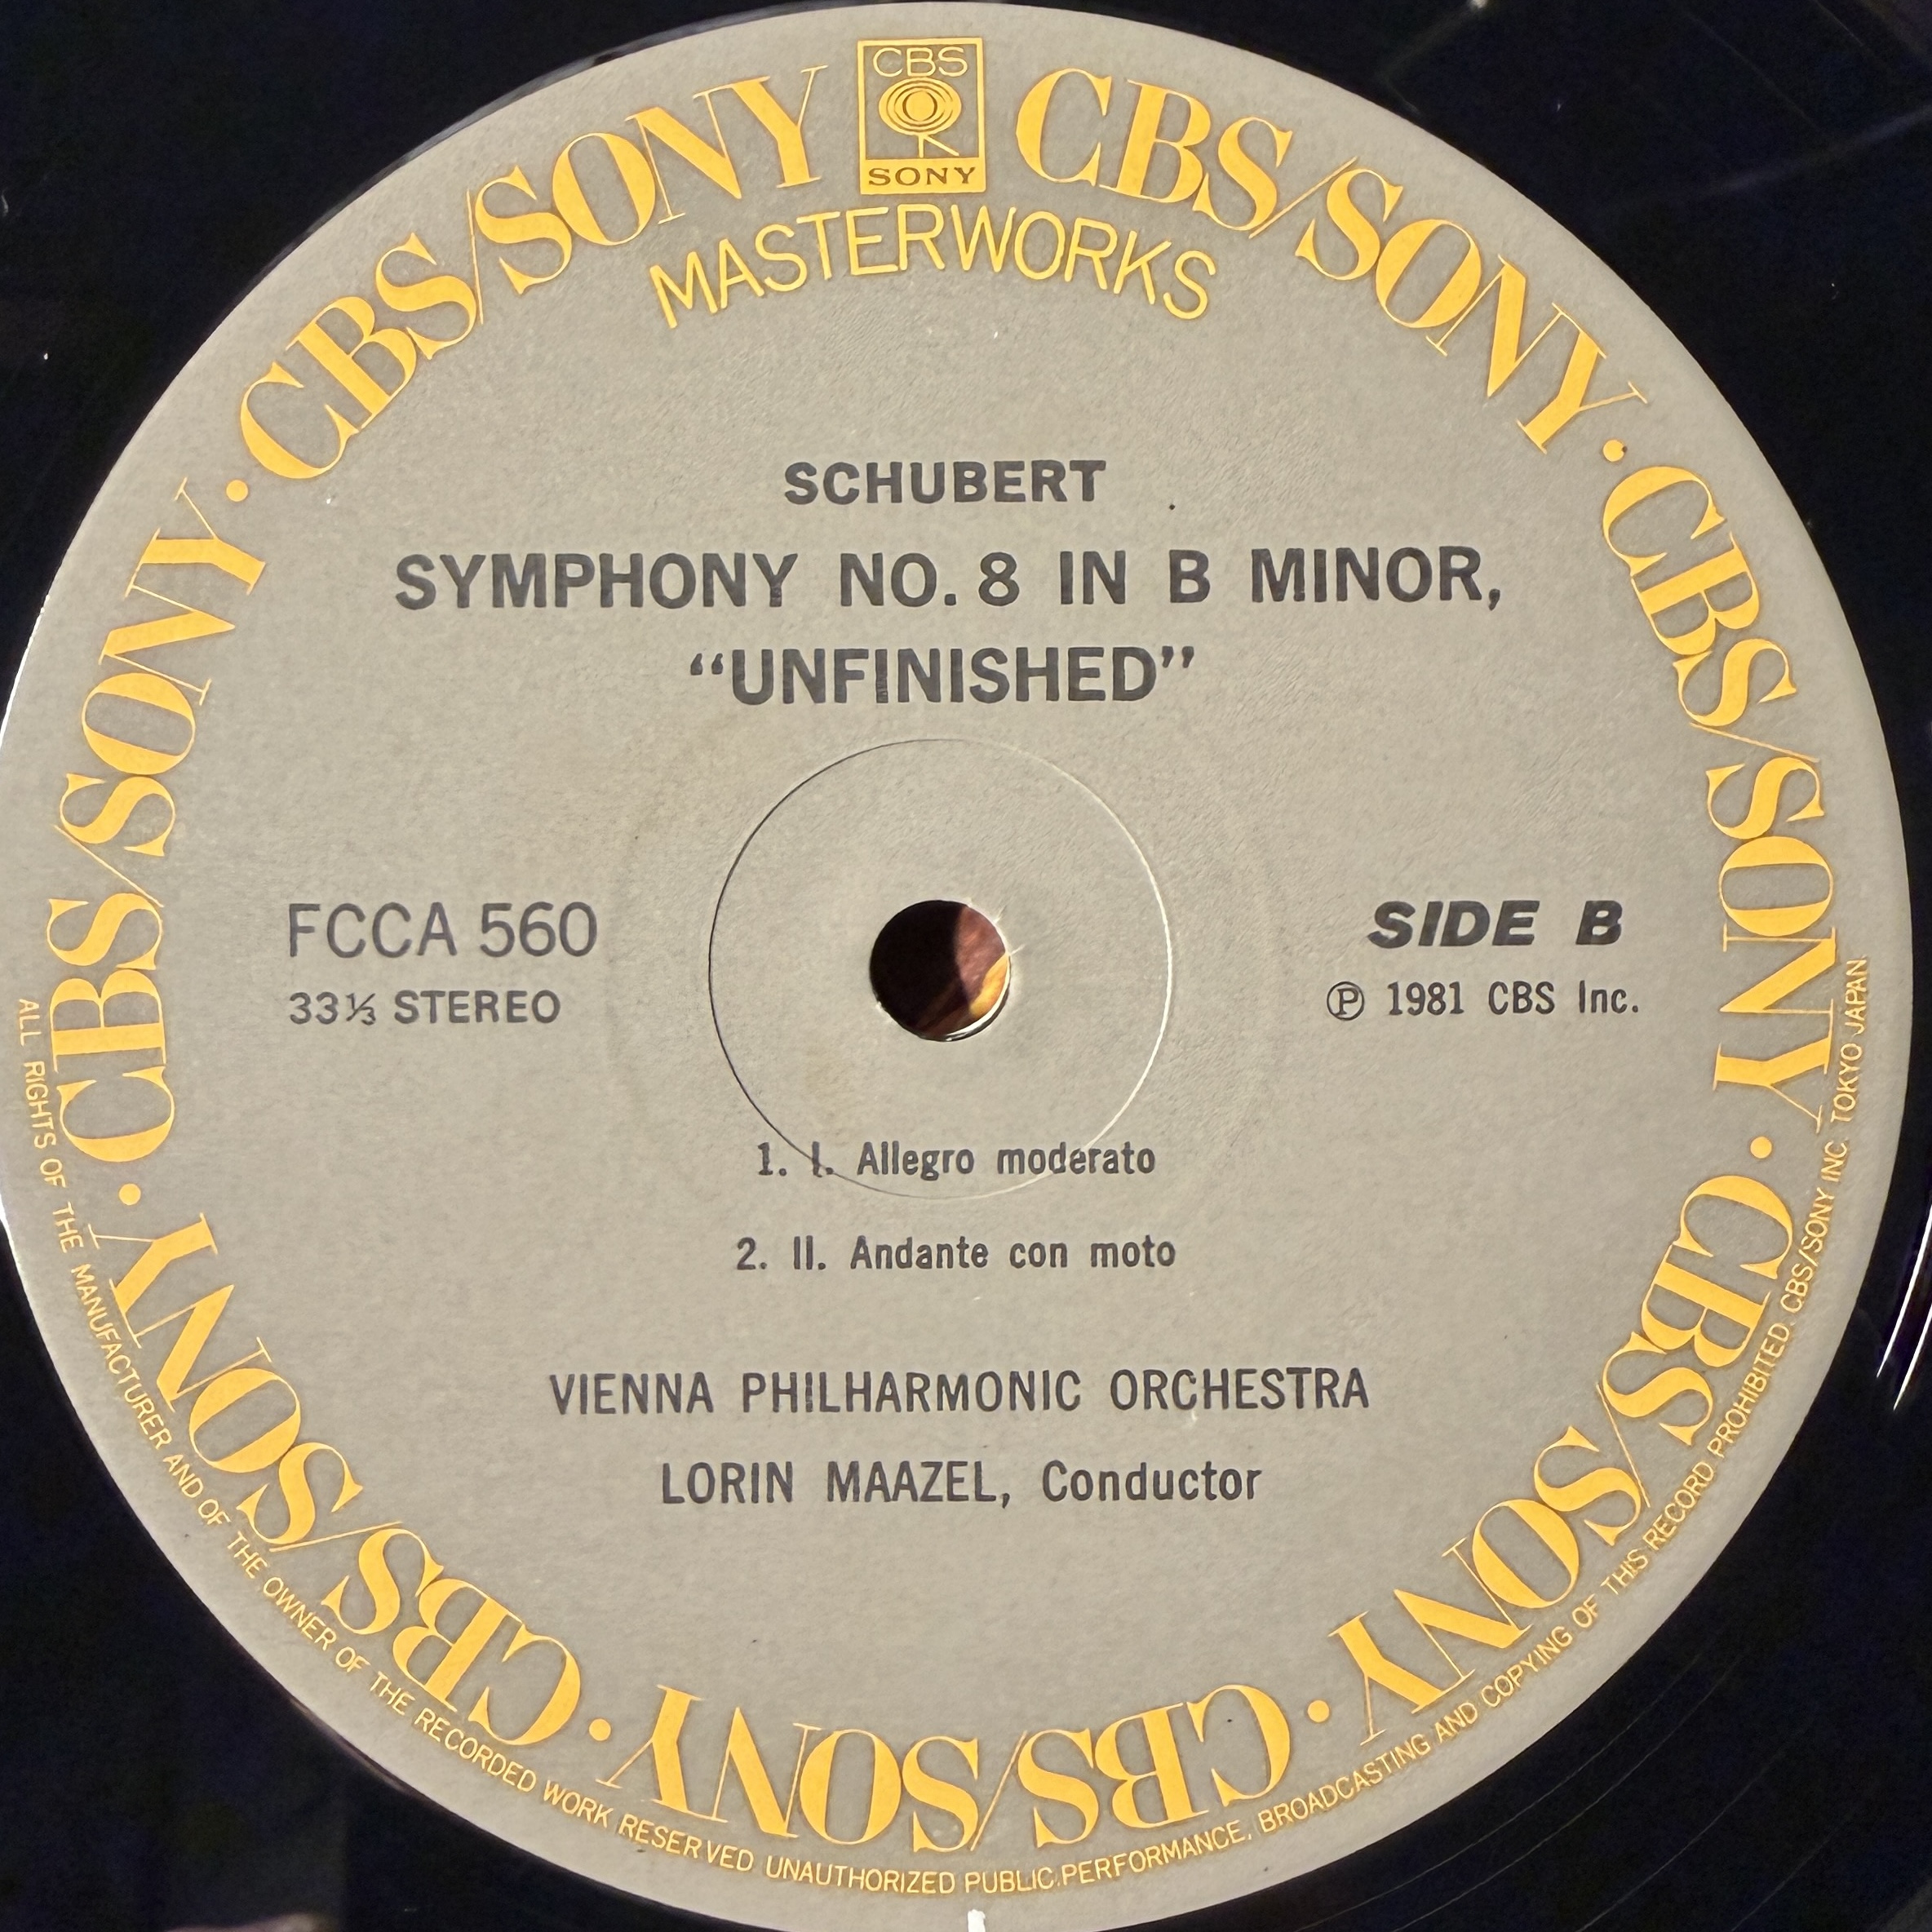 CBS
SONY
CBS/SONY · CBS/SONY · CBS/SONY · CBS/SONY · CBS/SONY · CBS/SONY · CBS/SONY · CBS/SONY
MASTERWORKS
SCHUBERT
SYMPHONY NO. 8 IN B MINOR,
“UNFINISHED”
FCCA 560
33⅓ STEREO
SIDE B
Ⓟ 1981 CBS Inc.
1. I. Allegro moderato
2. II. Andante con moto
VIENNA PHILHARMONIC ORCHESTRA
LORIN MAAZEL, Conductor
ALL RIGHTS OF THE MANUFACTURER AND OF THE OWNER OF THE RECORDED WORK RESERVED UNAUTHORIZED PUBLIC PERFORMANCE, BROADCASTING AND COPYING OF THIS RECORD PROHIBITED. CBS/SONY INC. TOKYO JAPAN.